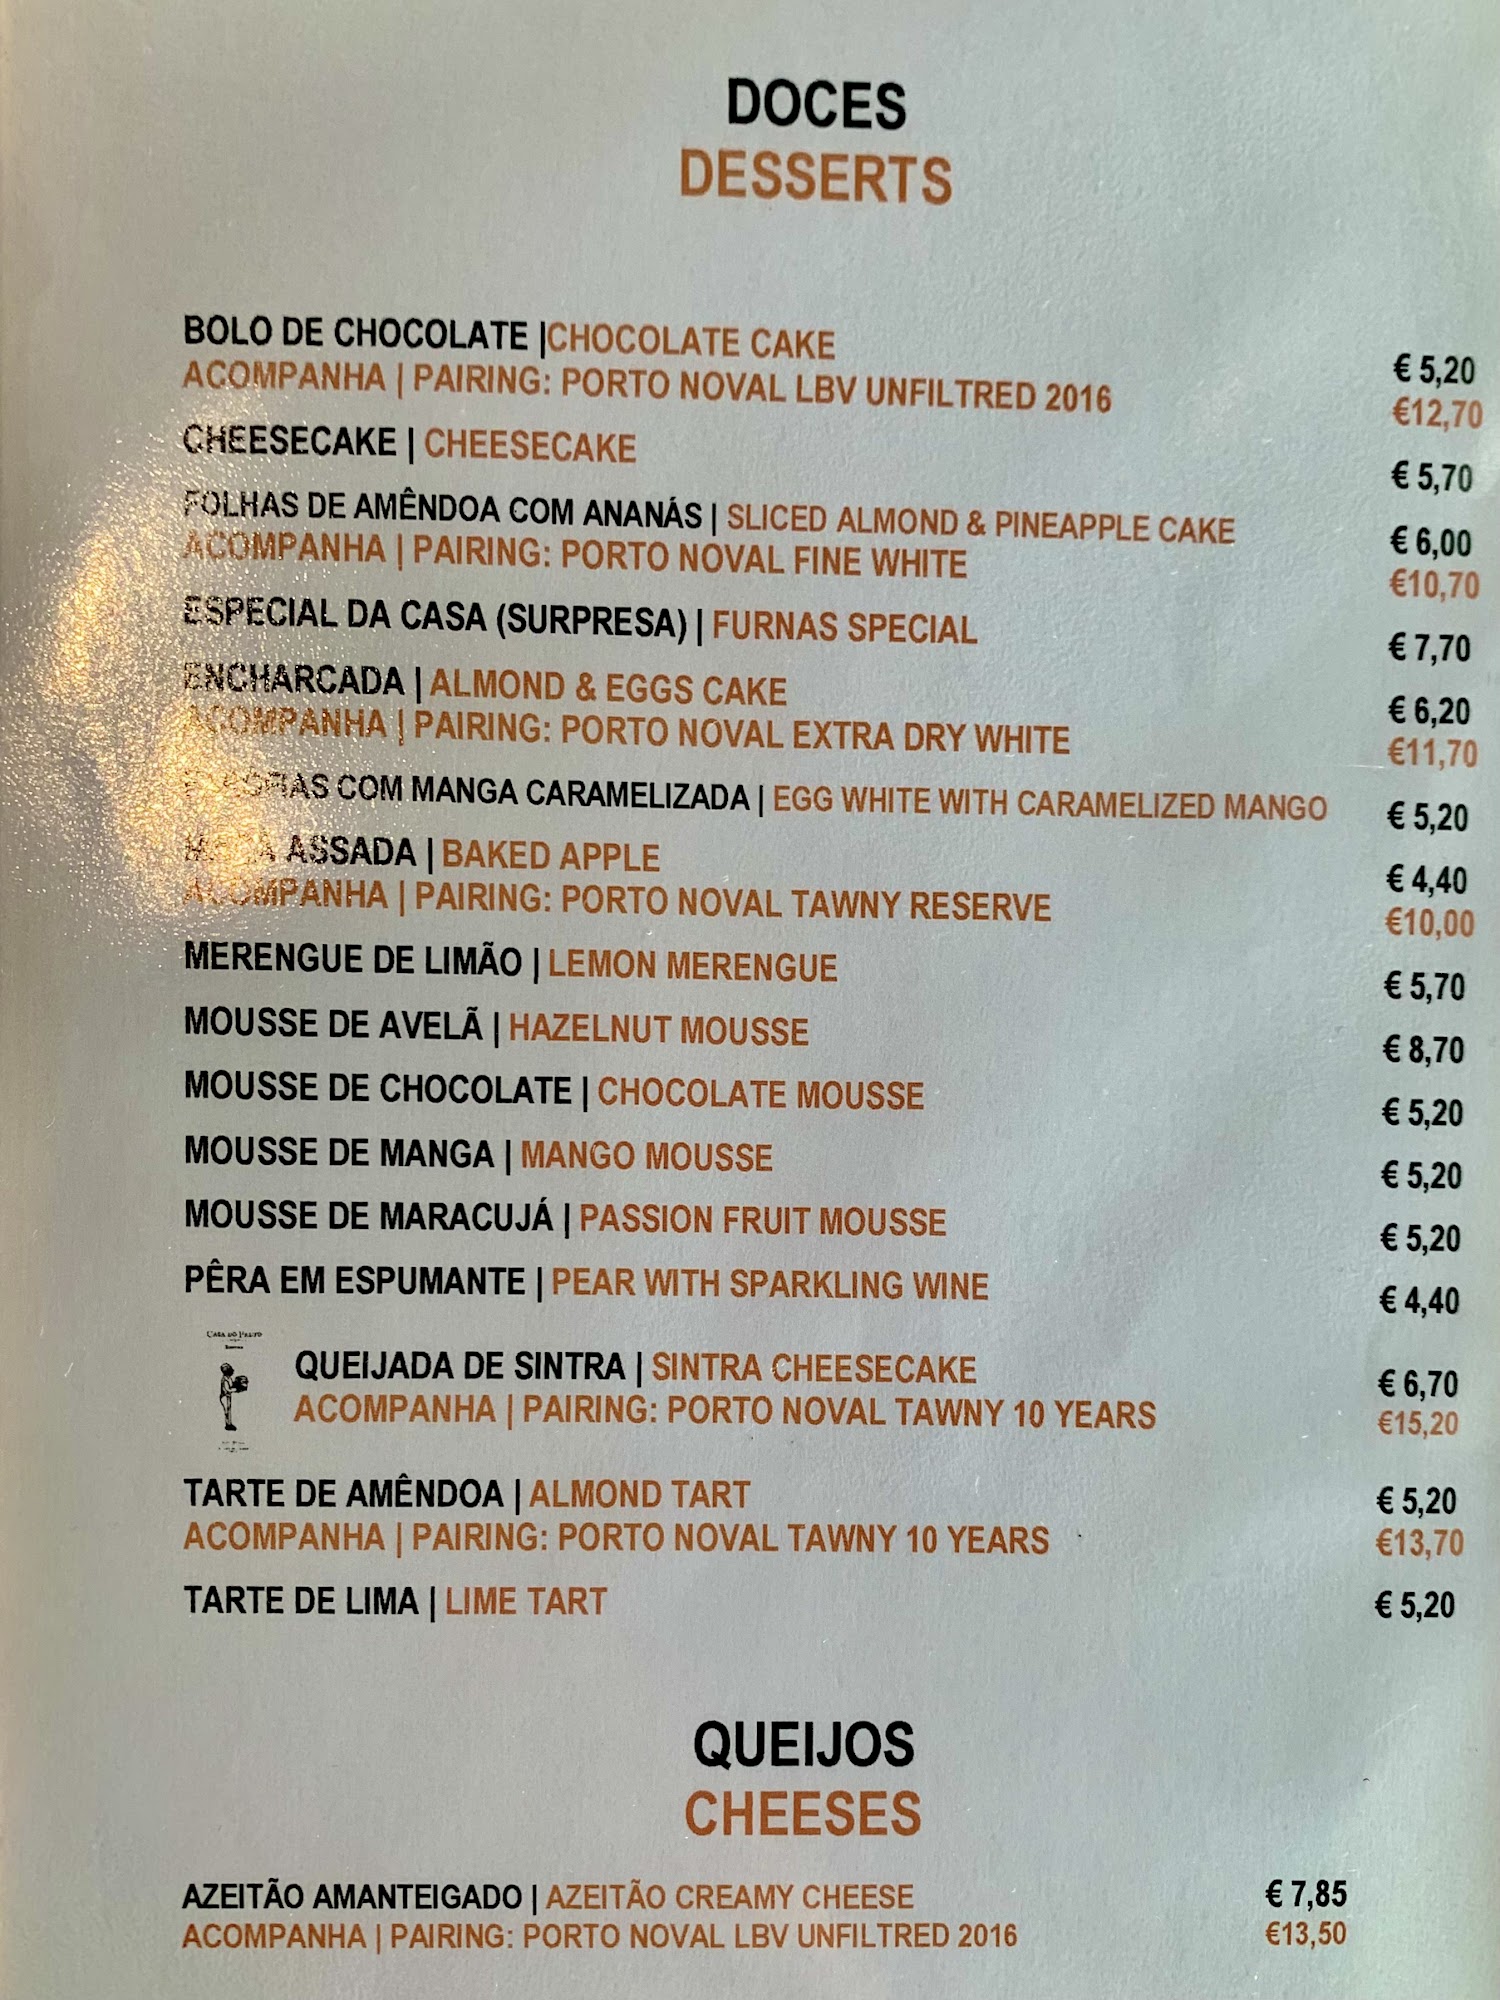 DOCES
DESSERTS
BOLO DE CHOCOLATE |CHOCOLATE CAKE € 5,20
ACOMPANHA | PAIRING: PORTO NOVAL LBV UNFILTRED 2016 €12,70
CHEESECAKE | CHEESECAKE € 5,70
FOLHAS DE AMÊNDOA COM ANANÁS | SLICED ALMOND & PINEAPPLE CAKE € 6,00
ACOMPANHA | PAIRING: PORTO NOVAL FINE WHITE €10,70
ESPECIAL DA CASA (SURPRESA) | FURNAS SPECIAL € 7,70
ENCHARCADA | ALMOND & EGGS CAKE € 6,20
ACOMPANHA | PAIRING: PORTO NOVAL EXTRA DRY WHITE €11,70
COM MANGA CARAMELIZADA | EGG WHITE WITH CARAMELIZED MANGO € 5,20
ASSADA | BAKED APPLE € 4,40
ACOMPANHA | PAIRING: PORTO NOVAL TAWNY RESERVE €10,00
MERENGUE DE LIMÃO | LEMON MERENGUE € 5,70
MOUSSE DE AVELÃ | HAZELNUT MOUSSE € 8,70
MOUSSE DE CHOCOLATE | CHOCOLATE MOUSSE € 5,20
MOUSSE DE MANGA | MANGO MOUSSE € 5,20
MOUSSE DE MARACUJÁ | PASSION FRUIT MOUSSE € 5,20
PÊRA EM ESPUMANTE | PEAR WITH SPARKLING WINE € 4,40
CASA DO PRETO
QUEIJADA DE SINTRA | SINTRA CHEESECAKE € 6,70
ACOMPANHA | PAIRING: PORTO NOVAL TAWNY 10 YEARS €15,20
TARTE DE AMÊNDOA | ALMOND TART € 5,20
ACOMPANHA | PAIRING: PORTO NOVAL TAWNY 10 YEARS €13,70
TARTE DE LIMA | LIME TART € 5,20
QUEIJOS
CHEESES
AZEITÃO AMANTEIGADO | AZEITÃO CREAMY CHEESE € 7,85
ACOMPANHA | PAIRING: PORTO NOVAL LBV UNFILTRED 2016 €13,50